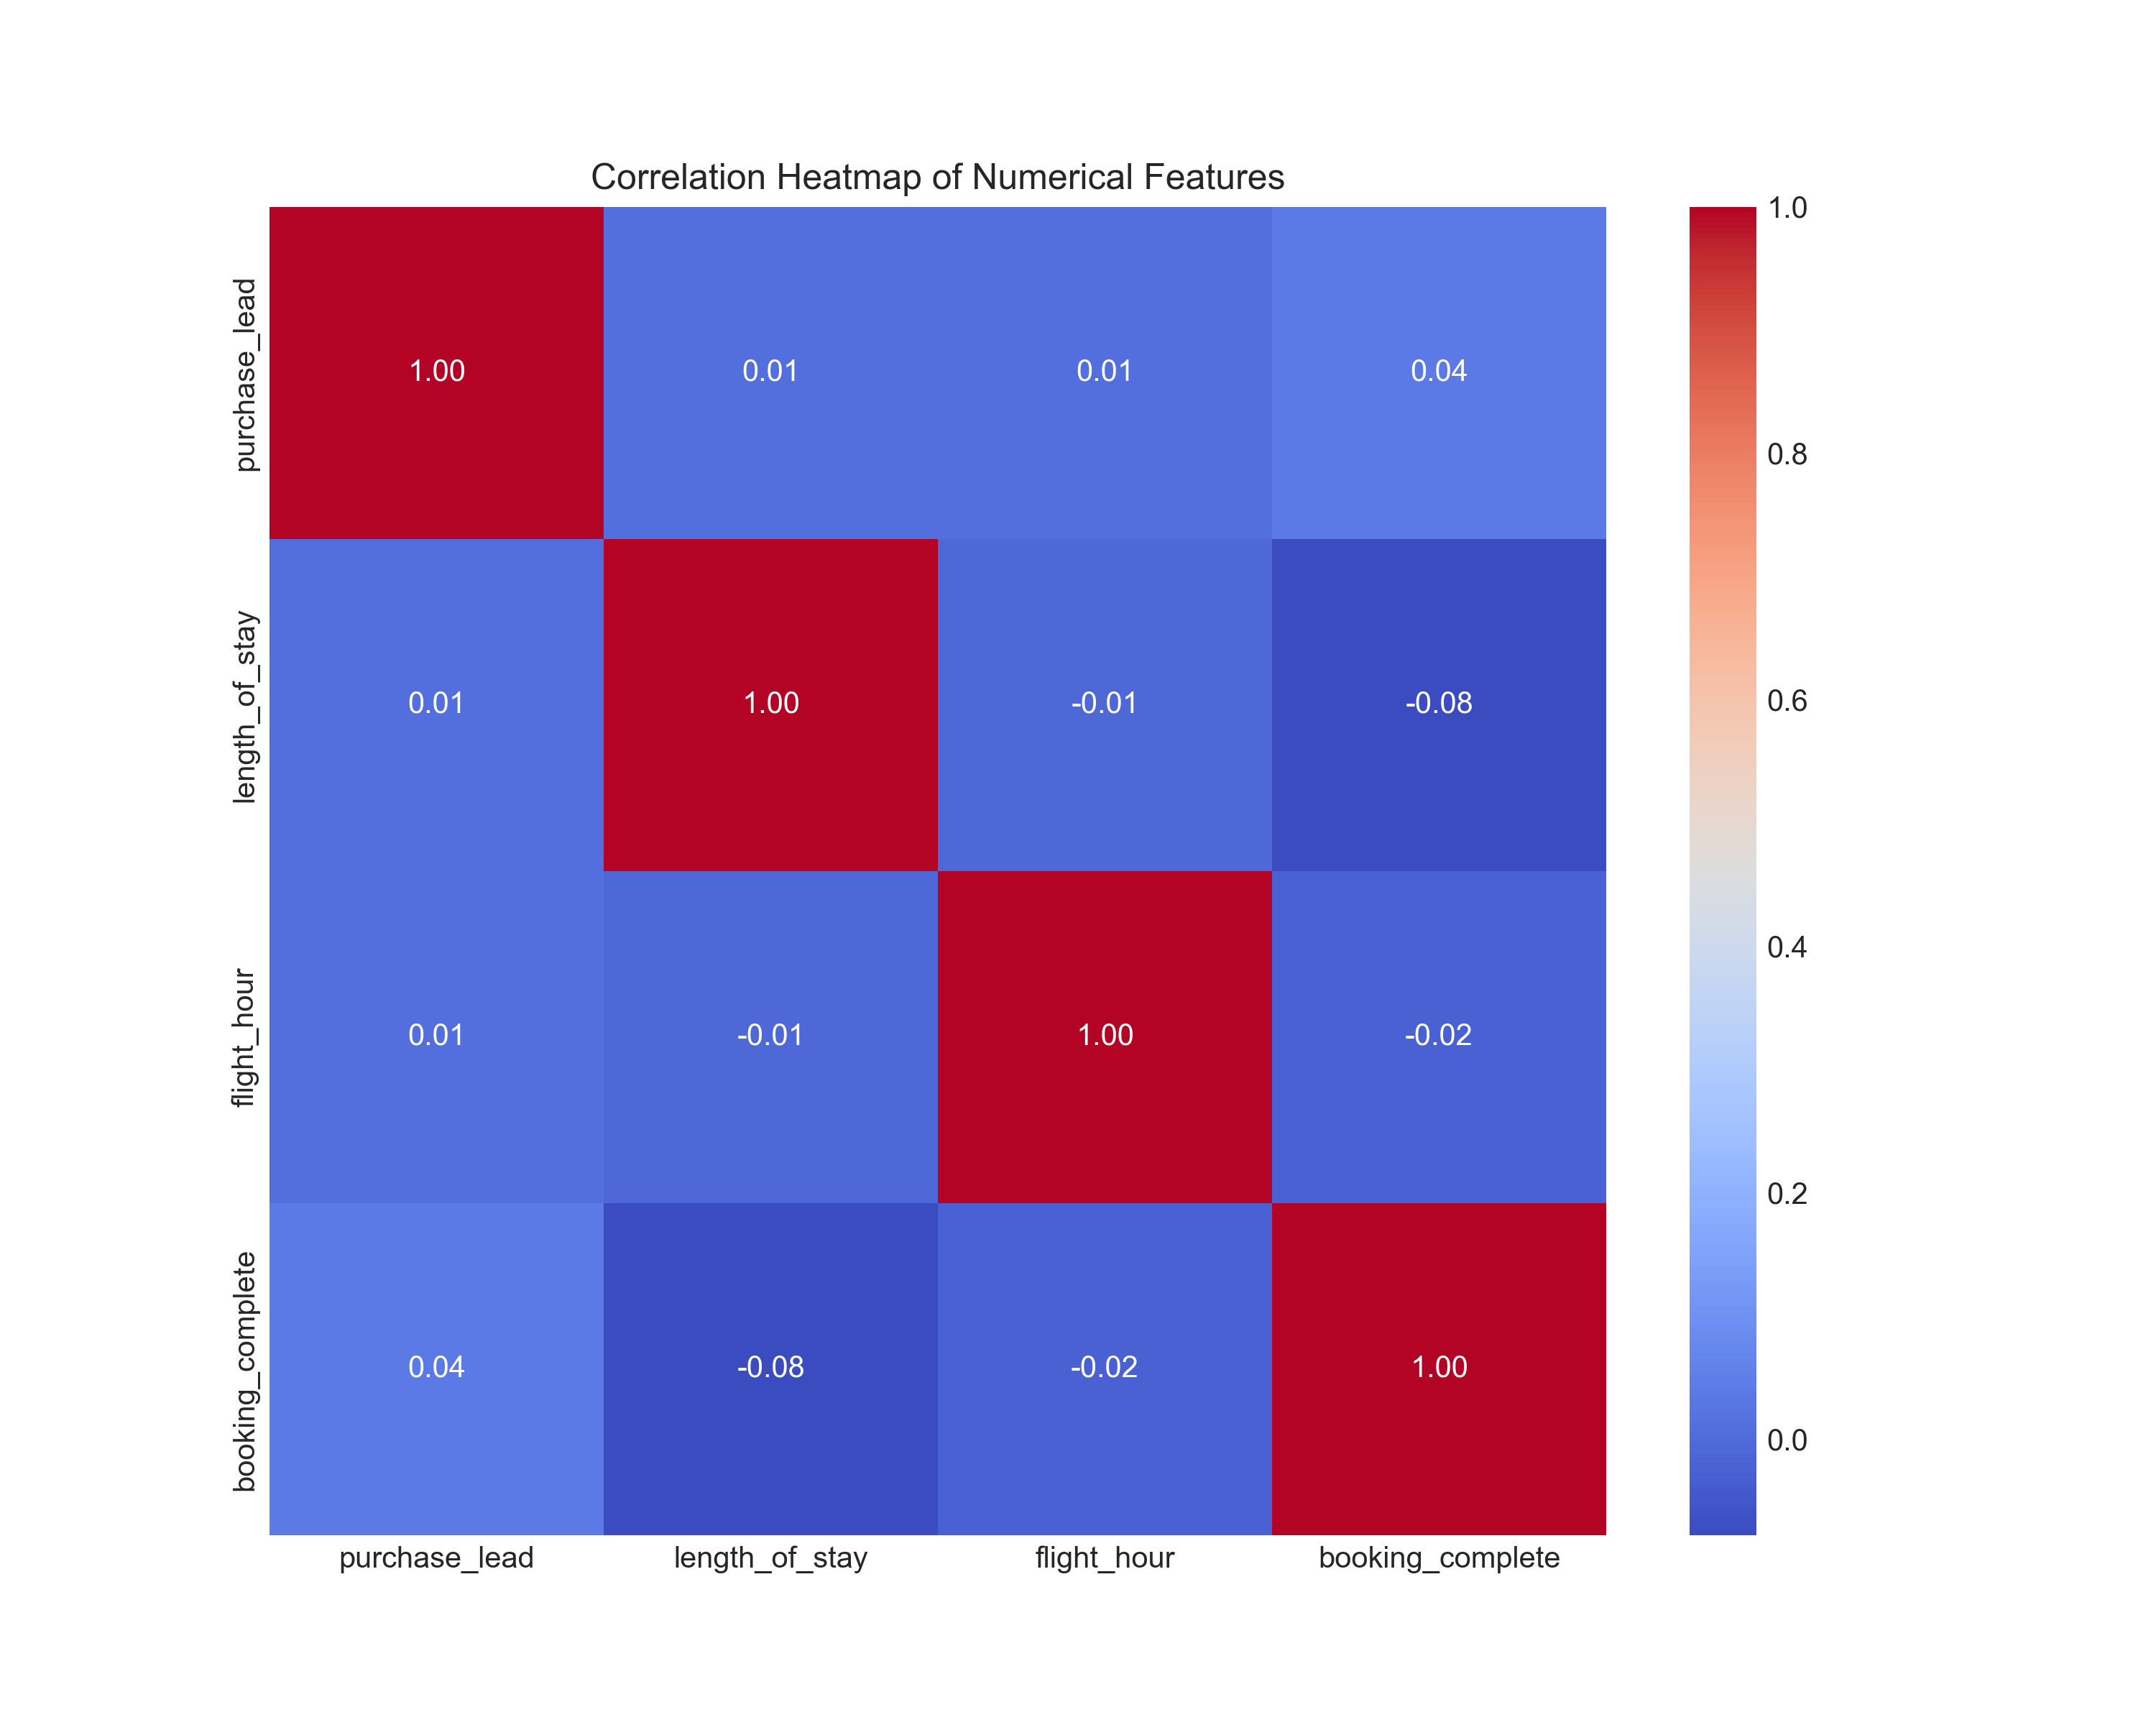 Correlation Heatmap of Numerical Features
purchase_lead
1.00 0.01 0.01 0.04
length_of_stay
0.01 1.00 -0.01 -0.08
flight_hour
0.01 -0.01 1.00 -0.02
booking_complete
0.04 -0.08 -0.02 1.00
purchase_lead length_of_stay flight_hour booking_complete
1.0
0.8
0.6
0.4
0.2
0.0